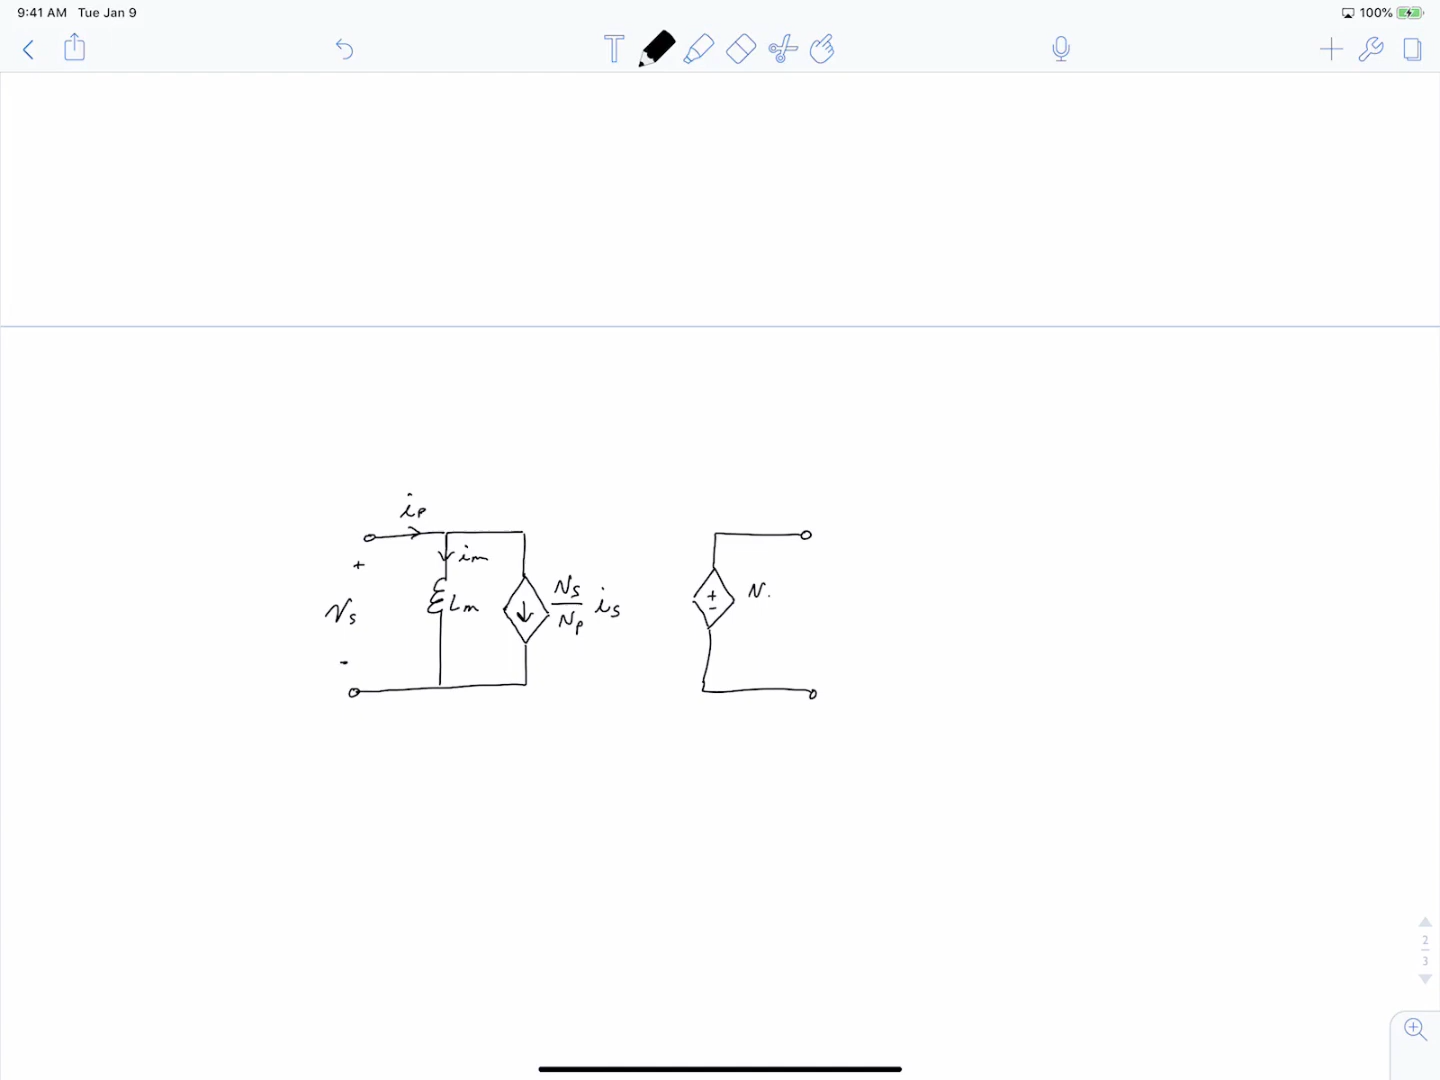 9:41 AM Tue Jan 9
100%
T
iₚ
+
iₘ
Vₛ
Lₘ
Nₛ
Nₚ
iₛ
-
+
-
N.
2
3